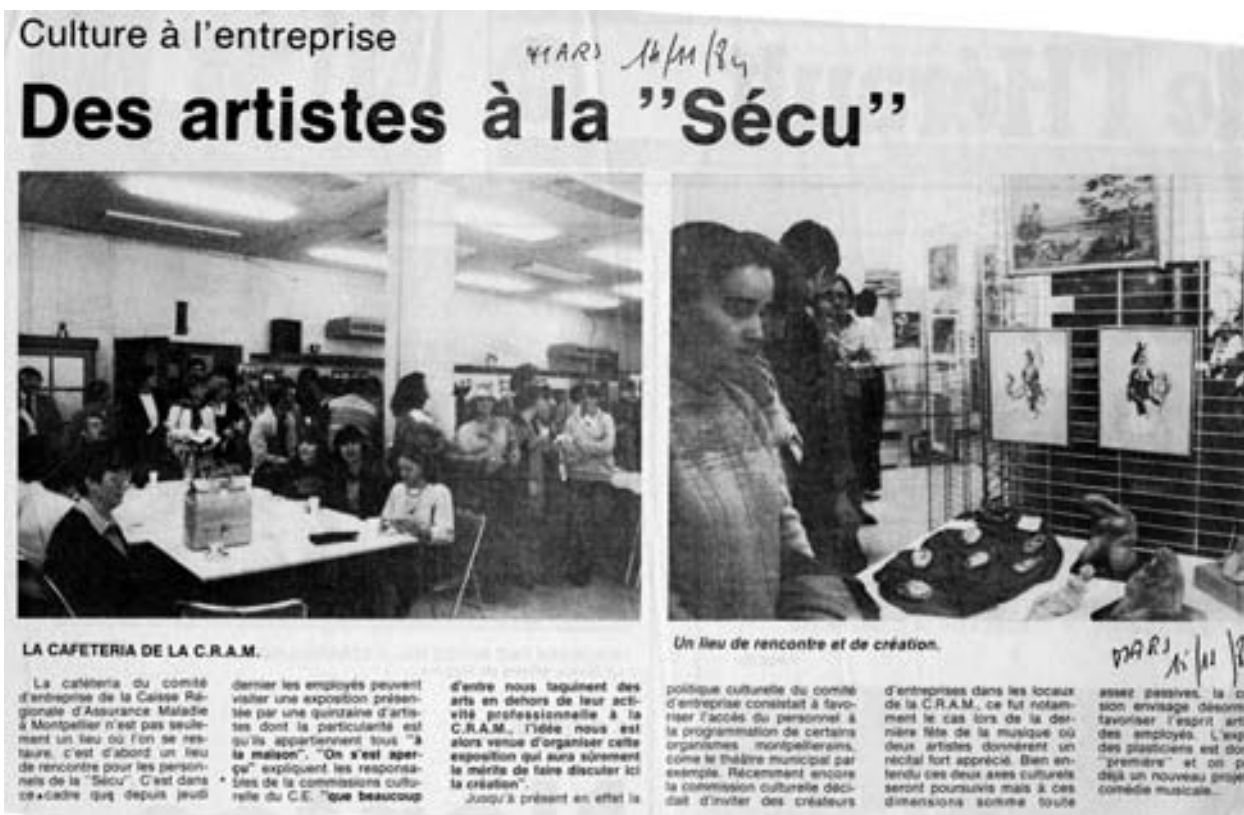 Culture à l'entreprise
MARS 14/11/84
Des artistes à la "Sécu"
LA CAFETERIA DE LA C.R.A.M.
Un lieu de rencontre et de création.
MARS
La cafétéria du comité
d'entreprise de la Caisse Ré-
gionale d'Assurance Maladie
à Montpellier n'est pas seule-
ment un lieu où l'on se res-
taure, c'est d'abord un lieu
de rencontre pour les person-
nels de la "Sécu". C'est dans
ce cadre que depuis jeudi
dernier les employés peuvent
visiter une exposition présen-
tée par une quinzaine d'artis-
tes dont la particularité est
qu'ils appartiennent tous "à
la maison". "On s'est aper-
çu" expliquent les responsa-
bles de la commissions cultu-
relle du C.E. "que beaucoup
d'entre nous taquinent des
arts en dehors de leur acti-
vité professionnelle à la
C.R.A.M., l'idée nous est
alors venue d'organiser cette
exposition qui aura sûrement
le mérite de faire discuter ici
la création".
Jusqu'à présent en effet la
politique culturelle du comité
d'entreprise consistait à favo-
riser l'accès du personnel à
la programmation de certains
organismes montpellierains,
come le théâtre municipal par
exemple. Récemment encore
la commission culturelle déci-
dait d'inviter des créateurs
d'entreprises dans les locaux
de la C.R.A.M., ce fut notam-
ment le cas lors de la der-
nière fête de la musique où
deux artistes donnèrent un
récital fort apprécié. Bien en-
tendu ces deux axes culturels
seront poursuivis mais à ces
dimensions somme toute
assez passives, la
sion envisage
favoriser l'esprit
des employés.
des plasticiens est
"première" et on
déjà un nouveau
comédie musicale...